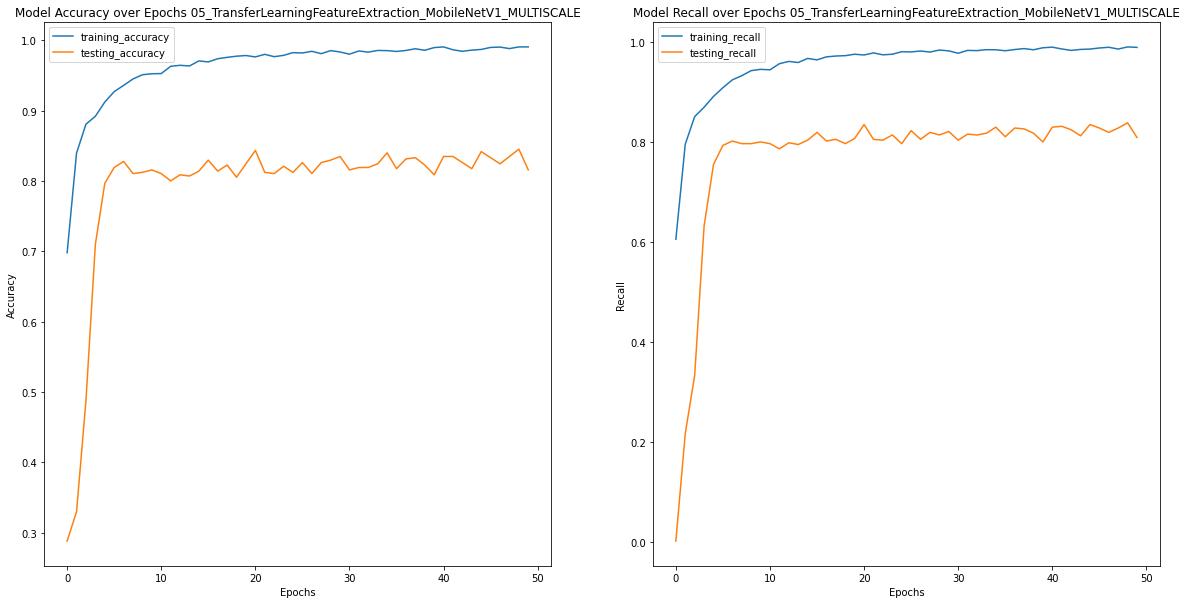 Model Accuracy over Epochs 05_TransferLearningFeatureExtraction_MobileNetV1_MULTISCALE
training_accuracy
testing_accuracy
1.0
0.9
0.8
0.7
0.6
0.5
0.4
0.3
Accuracy
0
10
20
30
40
50
Epochs
Model Recall over Epochs 05_TransferLearningFeatureExtraction_MobileNetV1_MULTISCALE
training_recall
testing_recall
1.0
0.8
0.6
0.4
0.2
0.0
Recall
0
10
20
30
40
50
Epochs